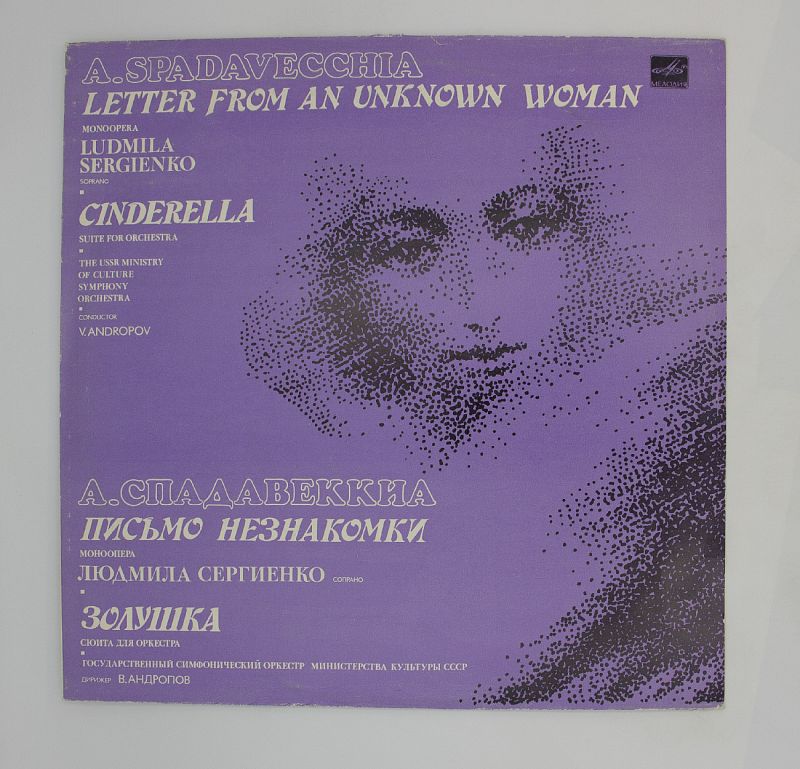 A. SPADAVECCHIA
LETTER FROM AN UNKNOWN WOMAN
МЕЛОДИЯ
MONOOPERA
LUDMILA
SERGIENKO
SOPRANO
CINDERELLA
SUITE FOR ORCHESTRA
THE USSR MINISTRY
OF CULTURE
SYMPHONY
ORCHESTRA
CONDUCTOR
V. ANDROPOV
А. СПАДАВЕККИА
ПИСЬМО НЕЗНАКОМКИ
МОНООПЕРА
ЛЮДМИЛА СЕРГИЕНКО СОПРАНО
ЗОЛУШКА
СЮИТА ДЛЯ ОРКЕСТРА
ГОСУДАРСТВЕННЫЙ СИМФОНИЧЕСКИЙ ОРКЕСТР МИНИСТЕРСТВА КУЛЬТУРЫ СССР
ДИРИЖЕР В. АНДРОПОВ